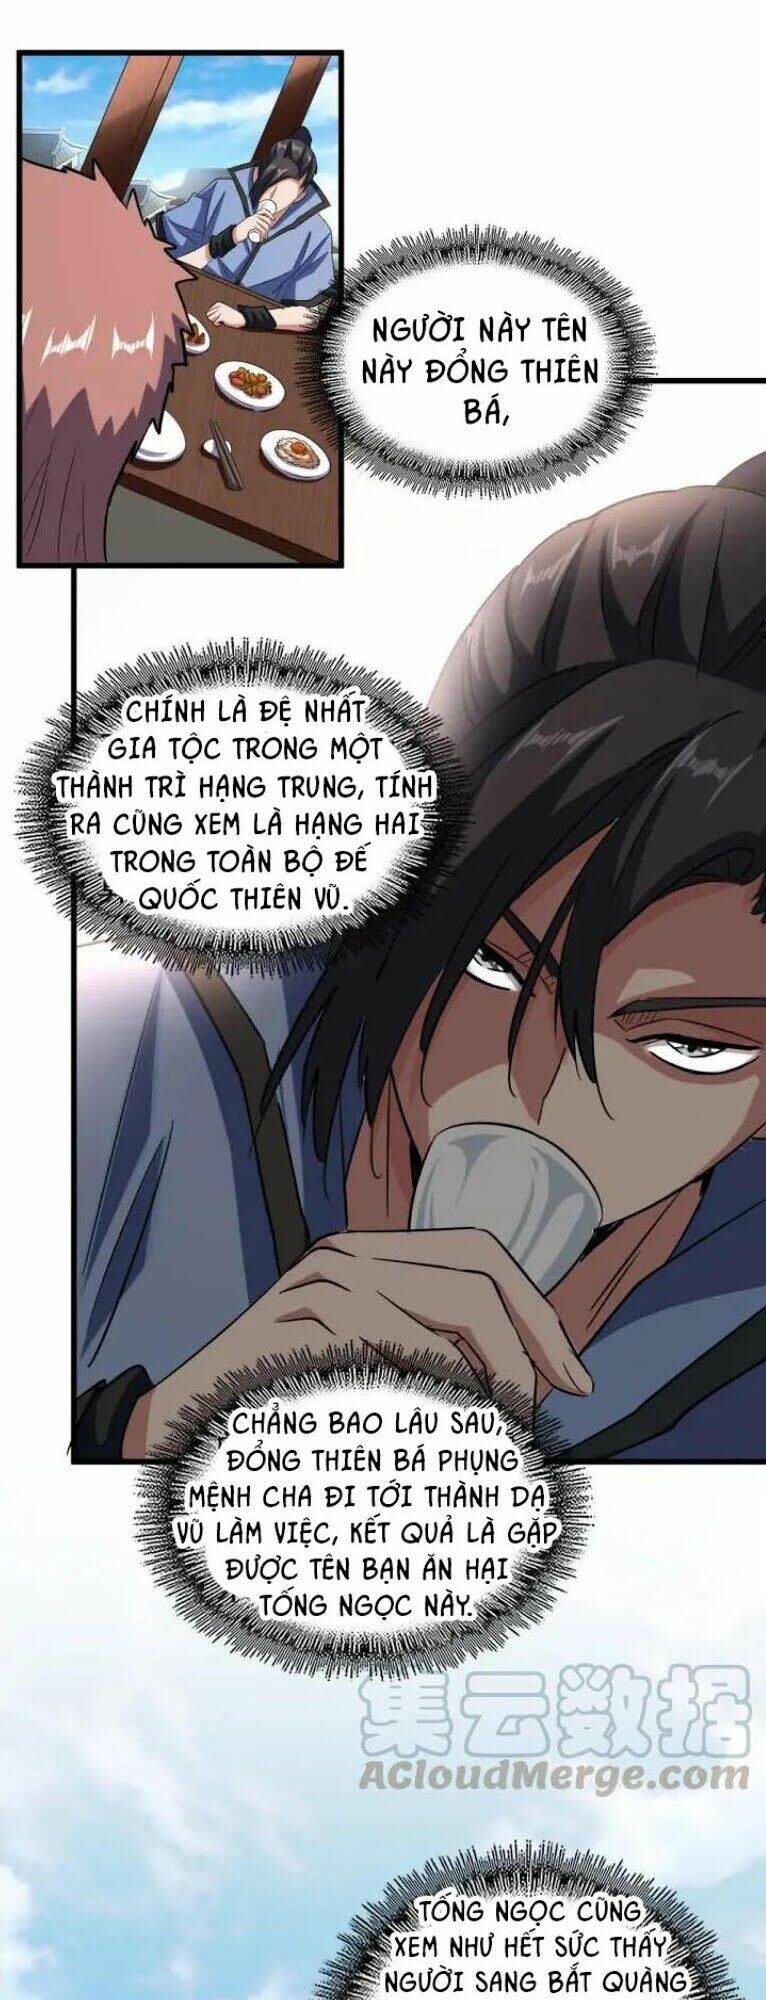 NGƯỜI NÀY TÊN
NÀY ĐỔNG THIÊN
BÁ,
CHÍNH LÀ ĐỆ NHẤT
GIA TỘC TRONG MỘT
THÀNH TRÌ HẠNG TRUNG, TÍNH
RA CŨNG XEM LÀ HẠNG HAI
TRONG TOÀN BỘ ĐẾ
QUỐC THIÊN VŨ.
CHẲNG BAO LÂU SAU,
ĐỔNG THIÊN BÁ PHỤNG
MỆNH CHA ĐI TỚI THÀNH DẠ
VŨ LÀM VIỆC, KẾT QUẢ LÀ GẶP
ĐƯỢC TÊN BẠN ĂN HẠI
TỐNG NGỌC NÀY.
集云数据
ACloudMerge.com
TỐNG NGỌC CŨNG
XEM NHƯ HẾT SỨC THẤY
NGƯỜI SANG BẮT QUÀNG